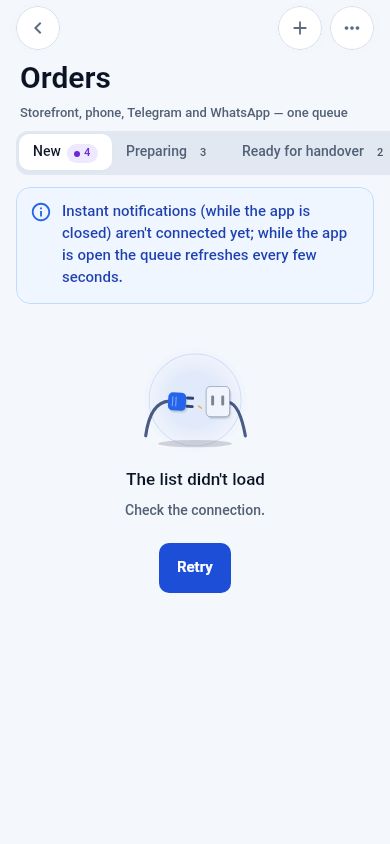 Orders
Storefront, phone, Telegram and WhatsApp — one queue
New 4 Preparing 3 Ready for handover 2
Instant notifications (while the app is
closed) aren't connected yet; while the app
is open the queue refreshes every few
seconds.
The list didn't load
Check the connection.
Retry